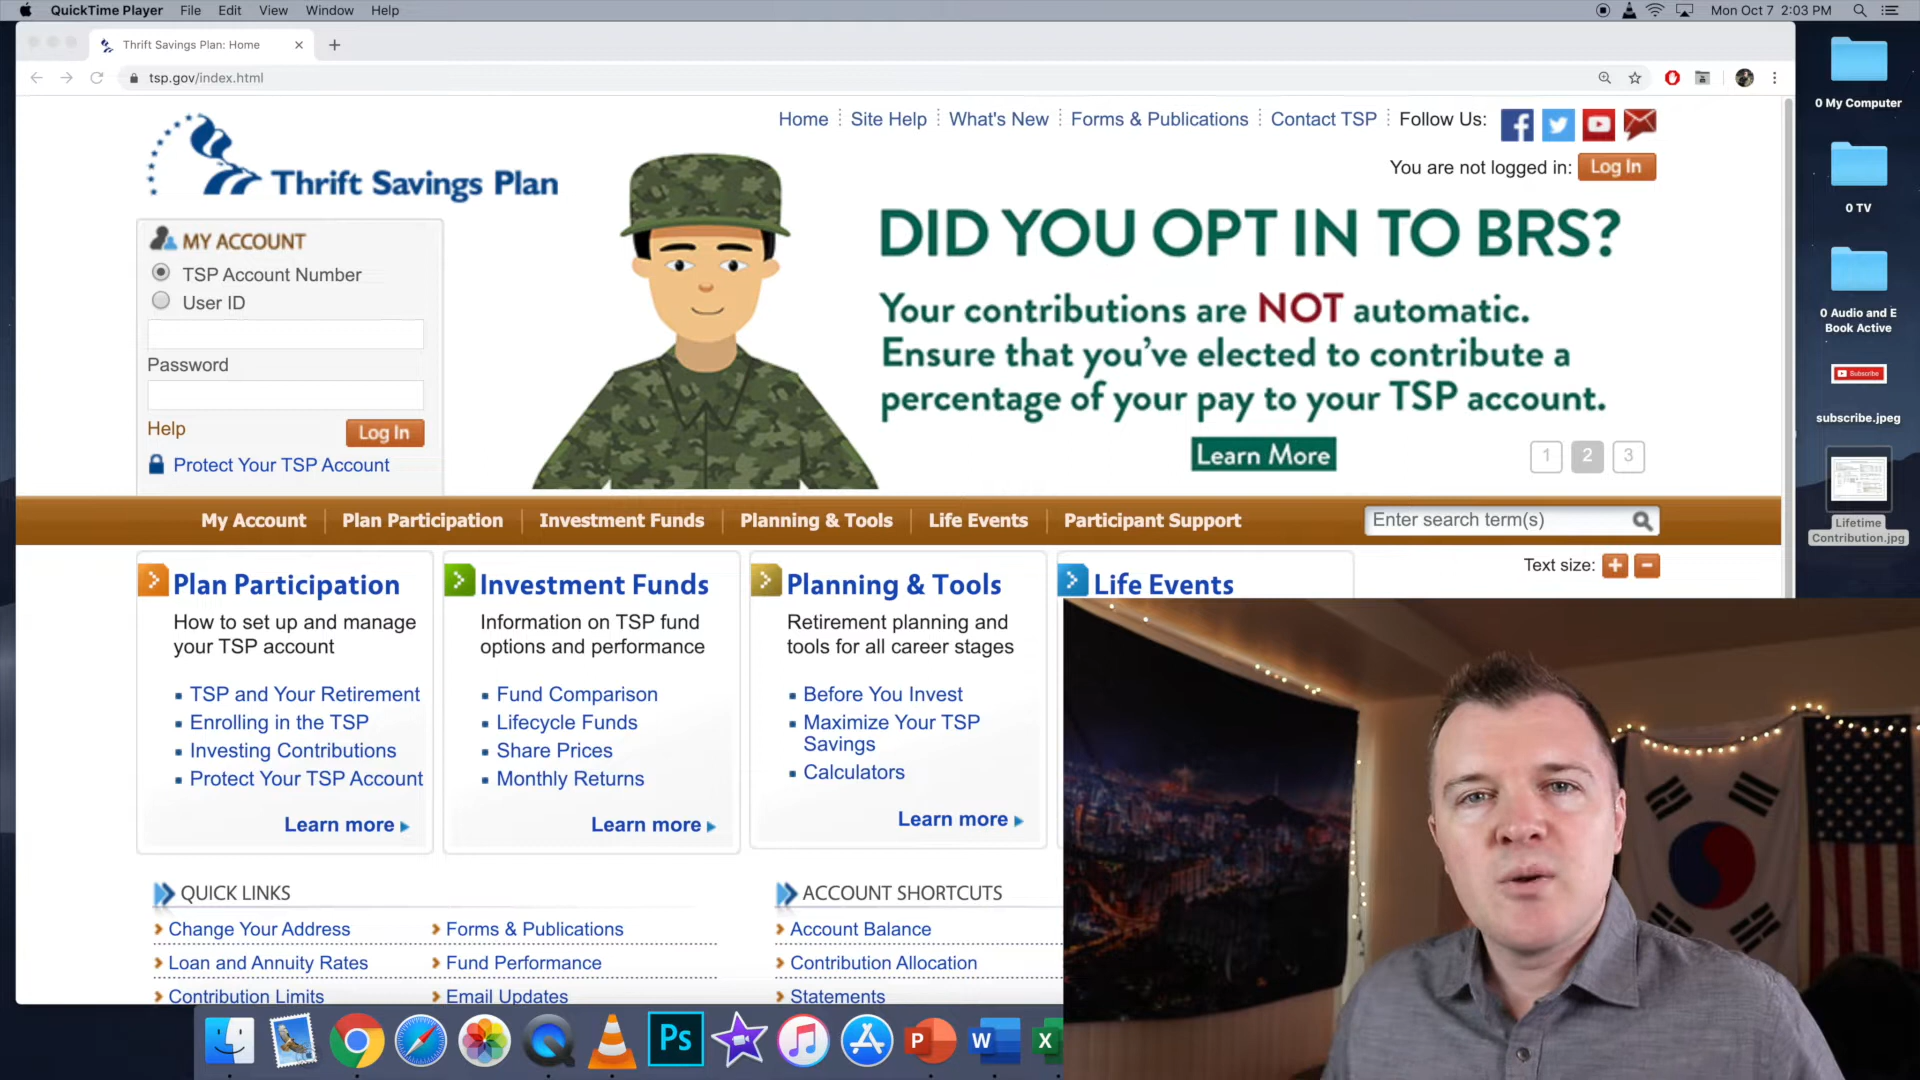 QuickTime Player File Edit View Window Help
Mon Oct 7 2:03 PM
Thrift Savings Plan: Home
tsp.gov/index.html
Home Site Help What's New Forms & Publications Contact TSP Follow Us:
You are not logged in: Log In
Thrift Savings Plan
MY ACCOUNT
TSP Account Number
User ID
Password
Help Log In
Protect Your TSP Account
DID YOU OPT IN TO BRS?
Your contributions are NOT automatic.
Ensure that you've elected to contribute a
percentage of your pay to your TSP account.
Learn More
1 2 3
My Account Plan Participation Investment Funds Planning & Tools Life Events Participant Support Enter search term(s)
Text size: + -
Plan Participation
How to set up and manage
your TSP account
TSP and Your Retirement
Enrolling in the TSP
Investing Contributions
Protect Your TSP Account
Learn more
Investment Funds
Information on TSP fund
options and performance
Fund Comparison
Lifecycle Funds
Share Prices
Monthly Returns
Learn more
Planning & Tools
Retirement planning and
tools for all career stages
Before You Invest
Maximize Your TSP
Savings
Calculators
Learn more
Life Events
QUICK LINKS
Change Your Address
Loan and Annuity Rates
Contribution Limits
Forms & Publications
Fund Performance
Email Updates
ACCOUNT SHORTCUTS
Account Balance
Contribution Allocation
Statements
0 My Computer
0 TV
0 Audio and E
Book Active
Subscribe
subscribe.jpeg
Lifetime
Contribution.jpg
Ps
P
W
X